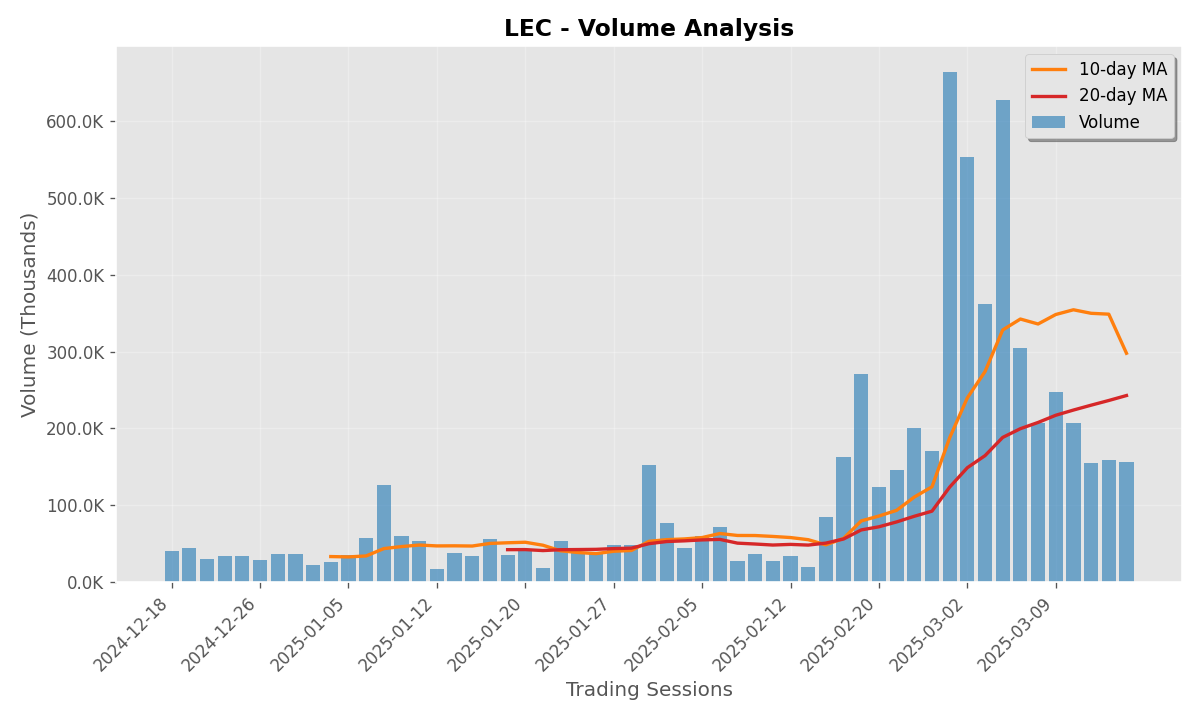 LEC - Volume Analysis
10-day MA
20-day MA
Volume
Volume (Thousands)
600.0K
500.0K
400.0K
300.0K
200.0K
100.0K
0.0K
2024-12-18
2024-12-26
2025-01-05
2025-01-12
2025-01-20
2025-01-27
2025-02-05
2025-02-12
2025-02-20
2025-03-02
2025-03-09
Trading Sessions